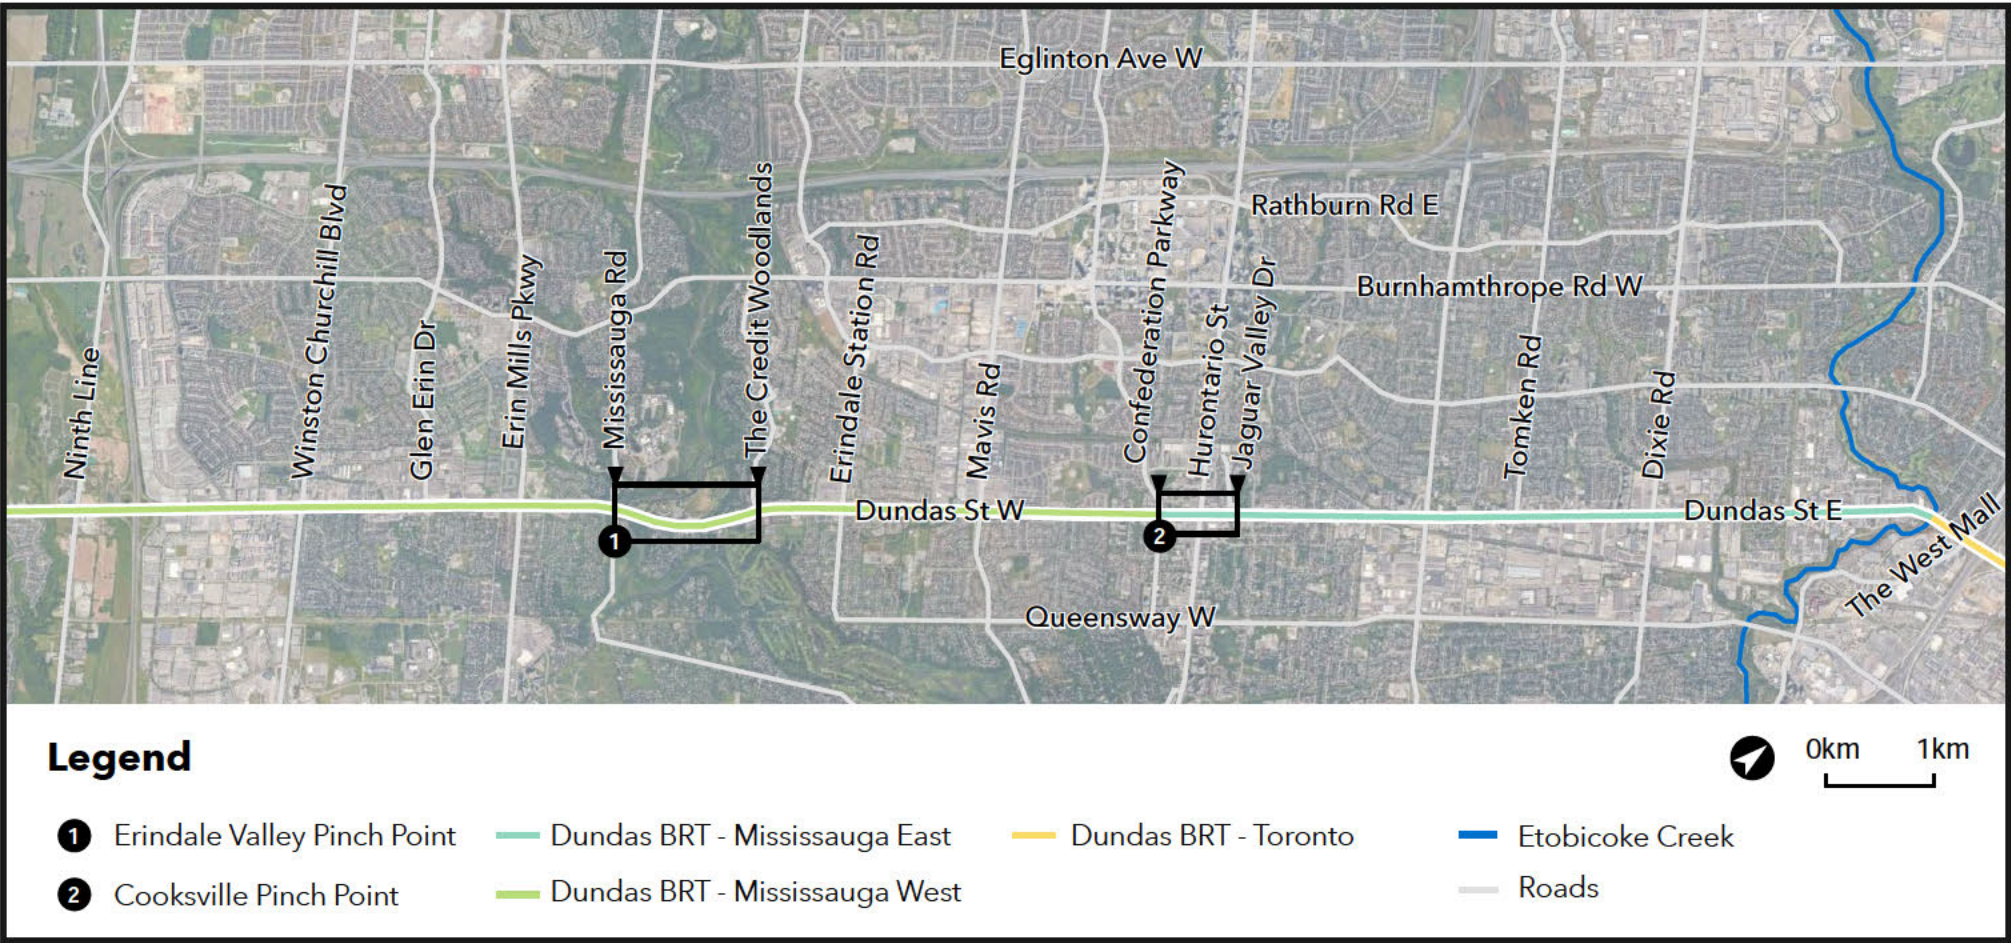 Eglinton Ave W
Rathburn Rd E
Burnhamthrope Rd W
Ninth Line
Winston Churchill Blvd
Glen Erin Dr
Erin Mills Pkwy
Mississauga Rd
The Credit Woodlands
Erindale Station Rd
Mavis Rd
Confederation Parkway
Hurontario St
Jaguar Valley Dr
Tomken Rd
Dixie Rd
Dundas St W
Dundas St E
The West Mall
1
2
Queensway W
Legend
0km 1km
1 Erindale Valley Pinch Point
Dundas BRT - Mississauga East
Dundas BRT - Toronto
Etobicoke Creek
2 Cooksville Pinch Point
Dundas BRT - Mississauga West
Roads